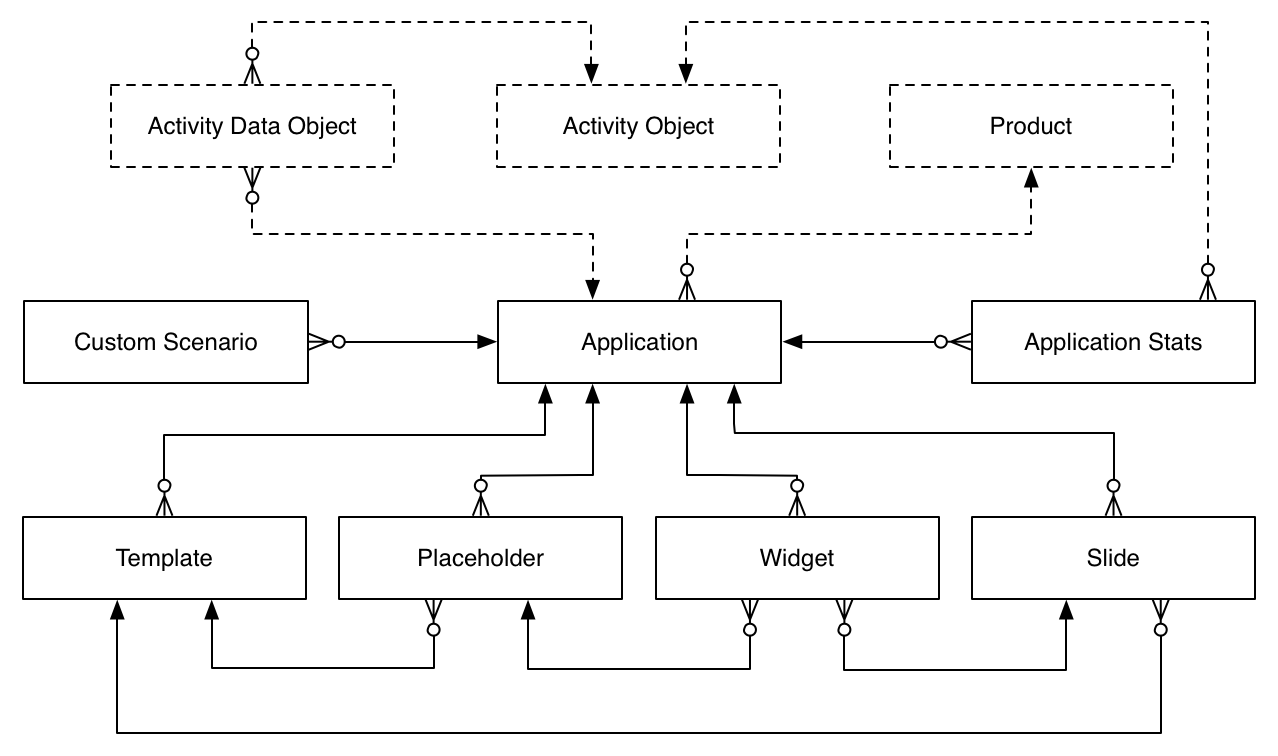 Activity Data Object
Activity Object
Product
Custom Scenario
Application
Application Stats
Template
Placeholder
Widget
Slide